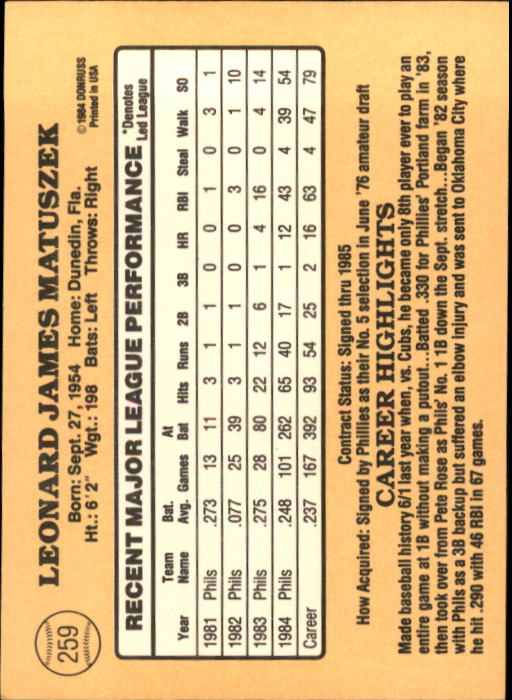 259
LEONARD JAMES MATUSZEK
Born: Sept. 27, 1954 Home: Dunedin, Fla.
Ht.: 6'2" Wgt.: 198 Bats: Left Throws: Right
© 1984 DONRUSS
Printed in USA
RECENT MAJOR LEAGUE PERFORMANCE
*Denotes
Led League
Year Team Name Bat. Avg. Games At Bat Hits Runs 2B 3B HR RBI Steal Walk SO
1981 Phils .273 13 11 3 1 1 0 0 1 0 3 1
1982 Phils .077 25 39 3 1 1 0 0 3 0 1 10
1983 Phils .275 28 80 22 12 6 1 4 16 0 4 14
1984 Phils .248 101 262 65 40 17 1 12 43 4 39 54
Career .237 167 392 93 54 25 2 16 63 4 47 79
Contract Status: Signed thru 1985
How Acquired: Signed by Phillies as their No. 5 selection in June '76 amateur draft
CAREER HIGHLIGHTS
Made baseball history 6/1 last year when, vs. Cubs, he became only 8th player ever to play an
entire game at 1B without making a putout...Batted .330 for Phillies' Portland farm in '83,
then took over from Pete Rose as Phils' No. 1 1B down the Sept. stretch...Began '82 season
with Phils as a 3B backup but suffered an elbow injury and was sent to Oklahoma City where
he hit .290 with 46 RBI in 67 games.